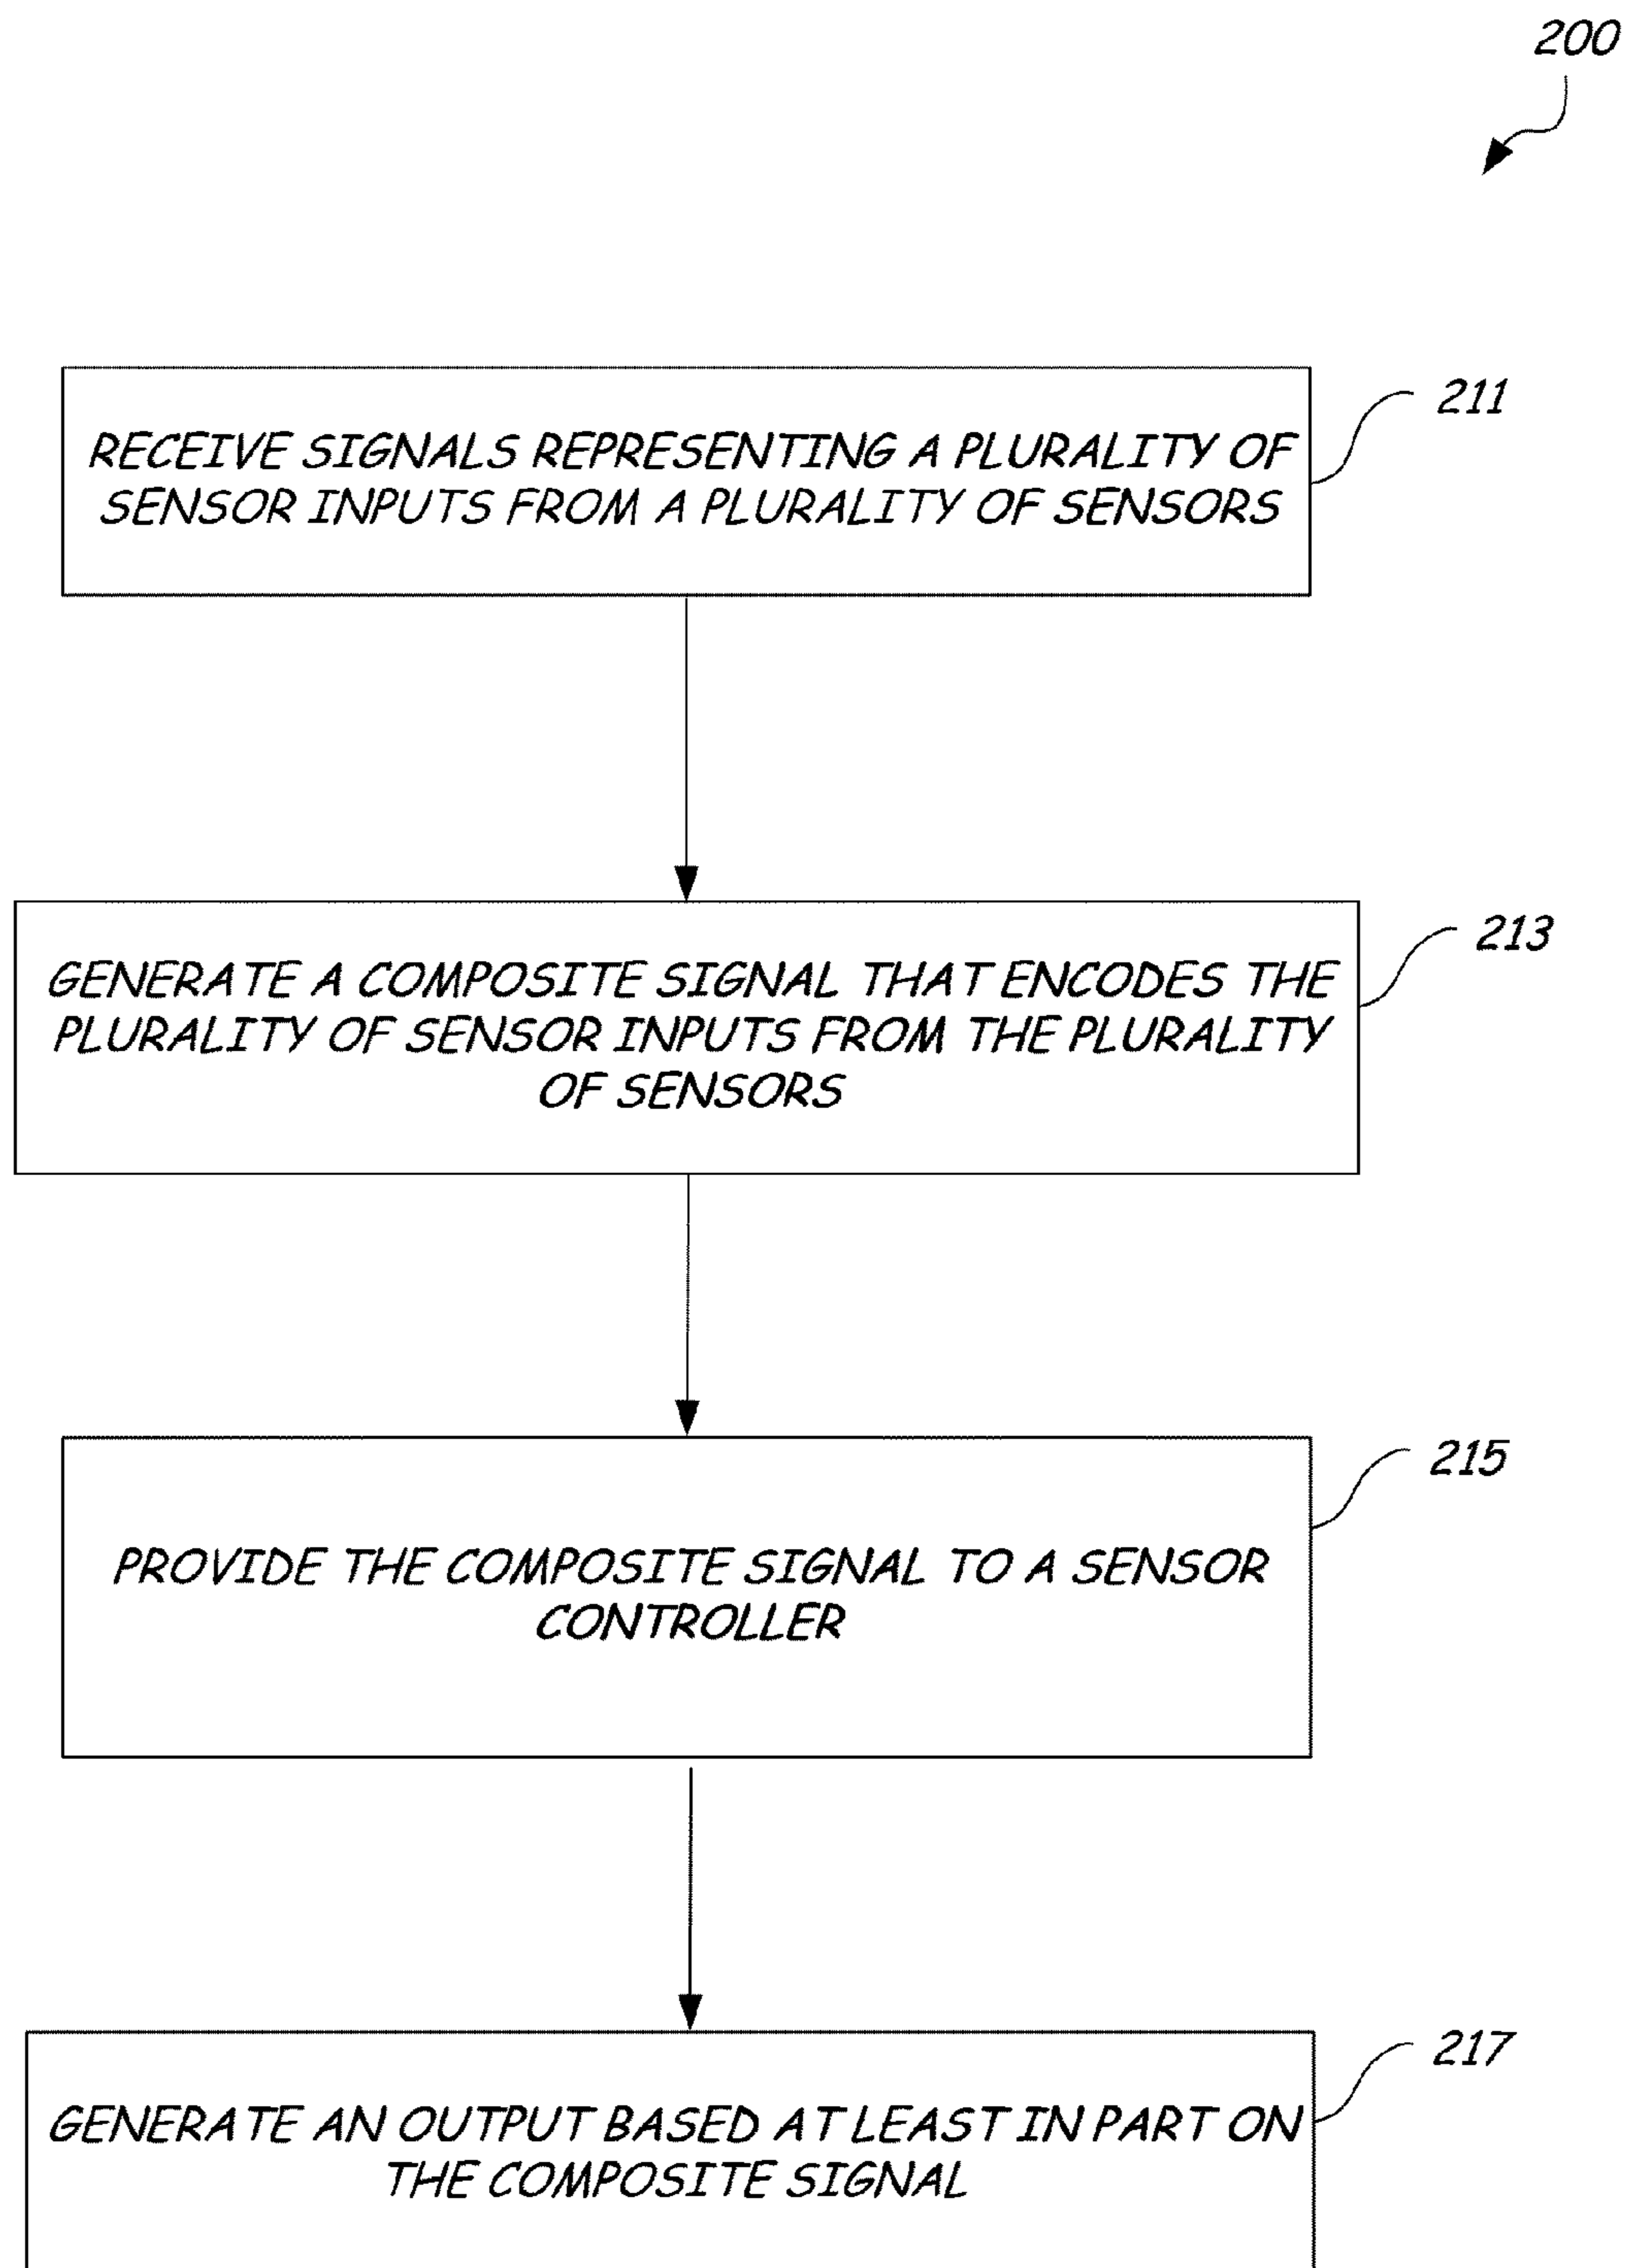 200
211
RECEIVE SIGNALS REPRESENTING A PLURALITY OF
SENSOR INPUTS FROM A PLURALITY OF SENSORS
213
GENERATE A COMPOSITE SIGNAL THAT ENCODES THE
PLURALITY OF SENSOR INPUTS FROM THE PLURALITY
OF SENSORS
215
PROVIDE THE COMPOSITE SIGNAL TO A SENSOR
CONTROLLER
217
GENERATE AN OUTPUT BASED AT LEAST IN PART ON
THE COMPOSITE SIGNAL